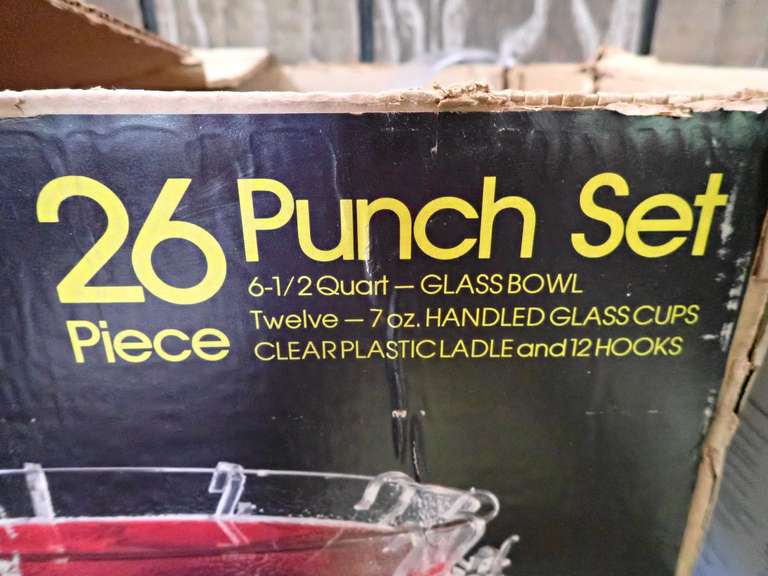 26 Punch Set
Piece
6-1/2 Quart — GLASS BOWL
Twelve — 7 oz. HANDLED GLASS CUPS
CLEAR PLASTIC LADLE and 12 HOOKS